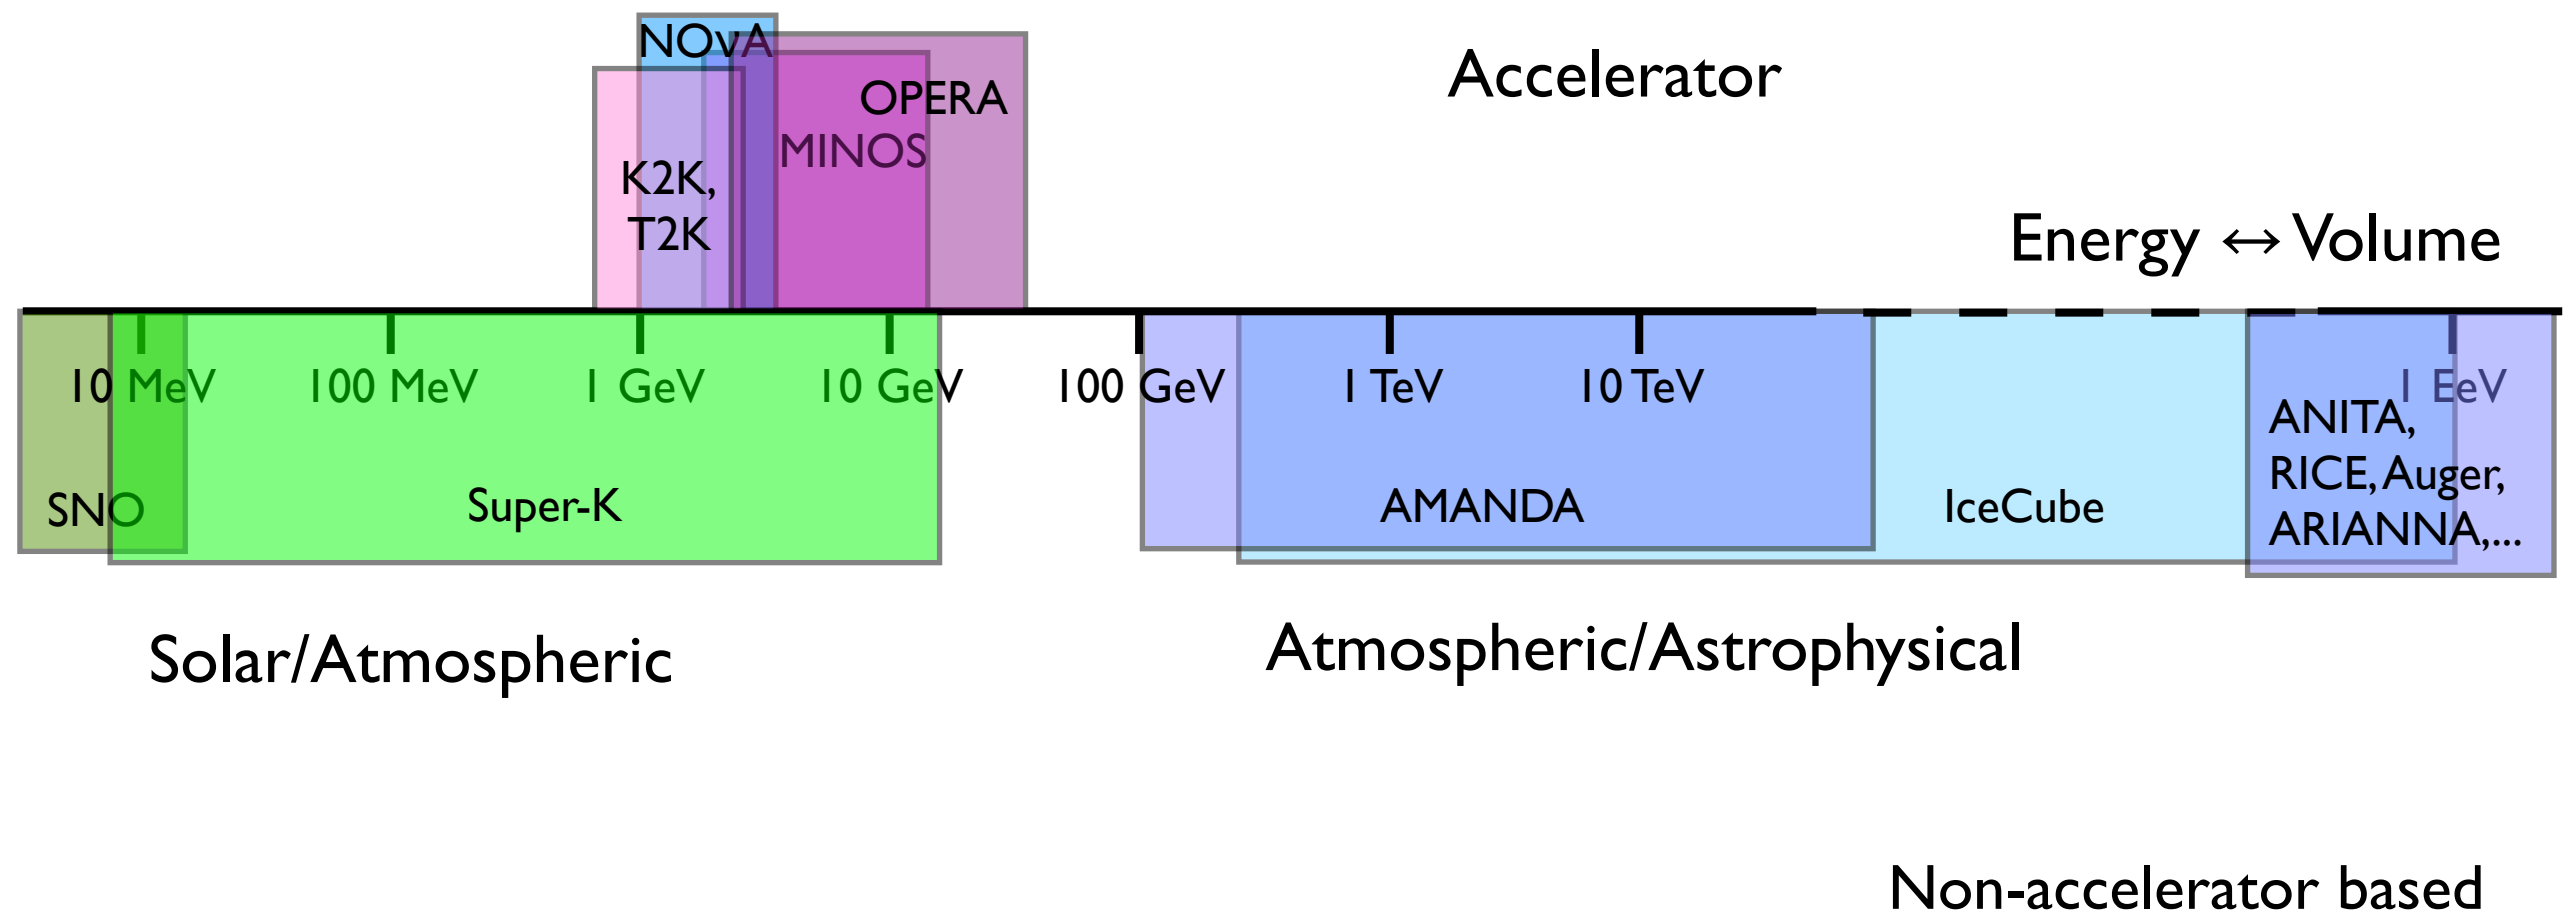 NOvA
Accelerator
OPERA
MINOS
K2K,
T2K
Energy ↔ Volume
10 MeV
100 MeV
1 GeV
10 GeV
100 GeV
1 TeV
10 TeV
1 EeV
ANITA,
RICE, Auger,
ARIANNA,...
SNO
Super-K
AMANDA
IceCube
Solar/Atmospheric
Atmospheric/Astrophysical
Non-accelerator based